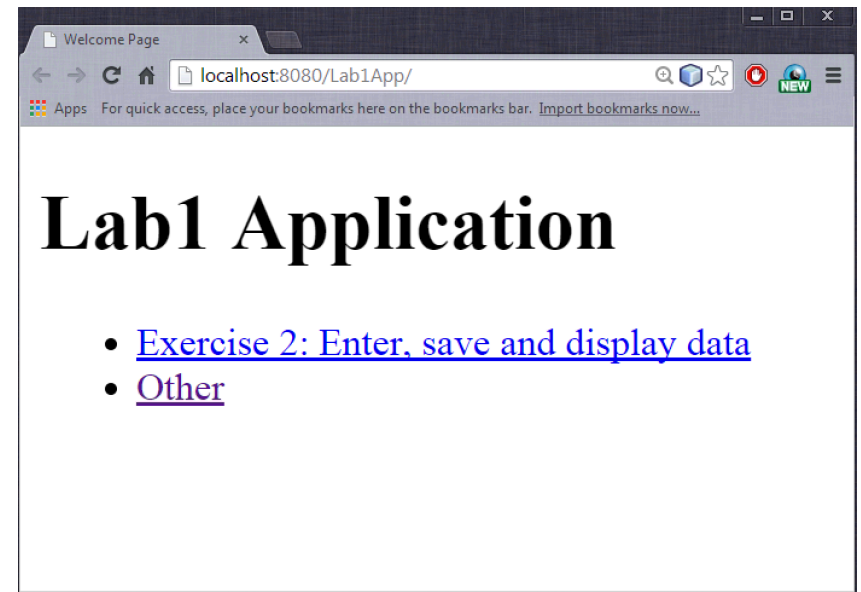 Welcome Page
localhost:8080/Lab1App/
NEW
Apps For quick access, place your bookmarks here on the bookmarks bar. Import bookmarks now...
Lab1 Application
Exercise 2: Enter, save and display data
Other